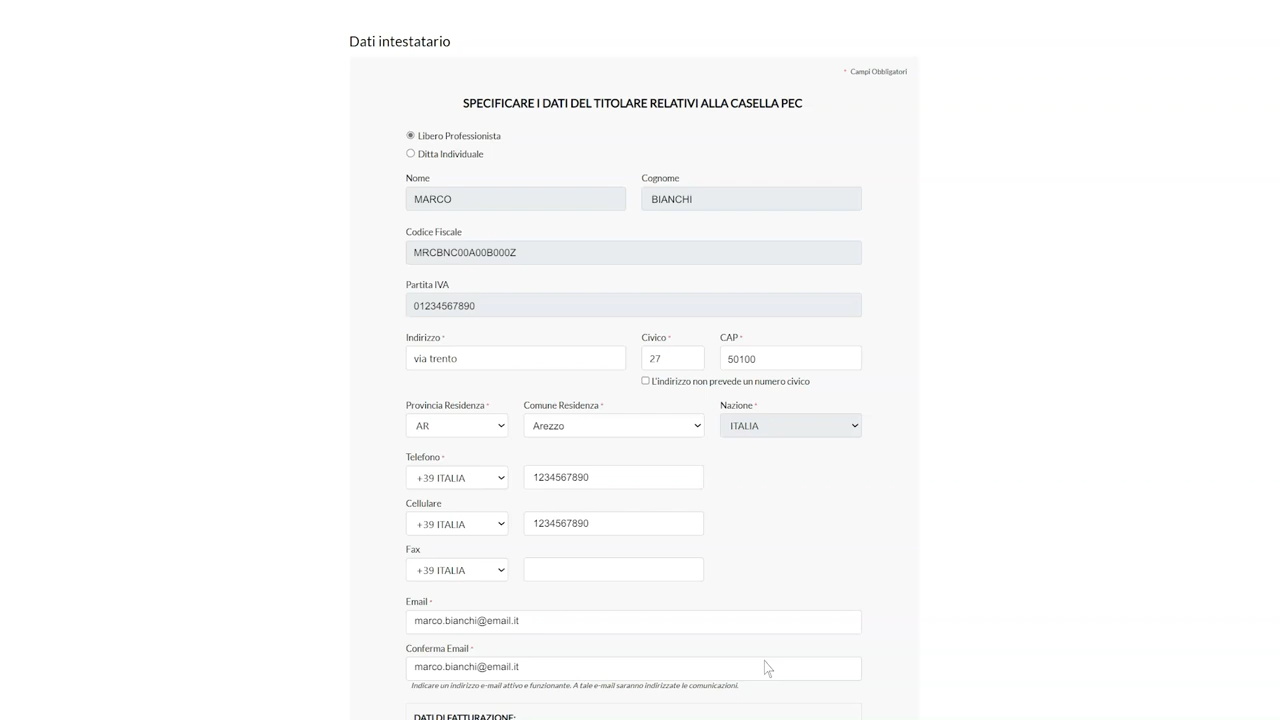 Dati intestatario
* Campi Obbligatori
SPECIFICARE I DATI DEL TITOLARE RELATIVI ALLA CASELLA PEC
Libero Professionista
Ditta Individuale
Nome Cognome
MARCO BIANCHI
Codice Fiscale
MRCBNC00A00B000Z
Partita IVA
01234567890
Indirizzo * Civico * CAP *
via trento 27 50100
L'indirizzo non prevede un numero civico
Provincia Residenza * Comune Residenza * Nazione *
AR Arezzo ITALIA
Telefono *
+39 ITALIA 1234567890
Cellulare
+39 ITALIA 1234567890
Fax
+39 ITALIA
Email *
marco.bianchi@email.it
Conferma Email *
marco.bianchi@email.it
Indicare un indirizzo e-mail attivo e funzionante. A tale e-mail saranno indirizzate le comunicazioni.
DATI DI FATTURAZIONE: